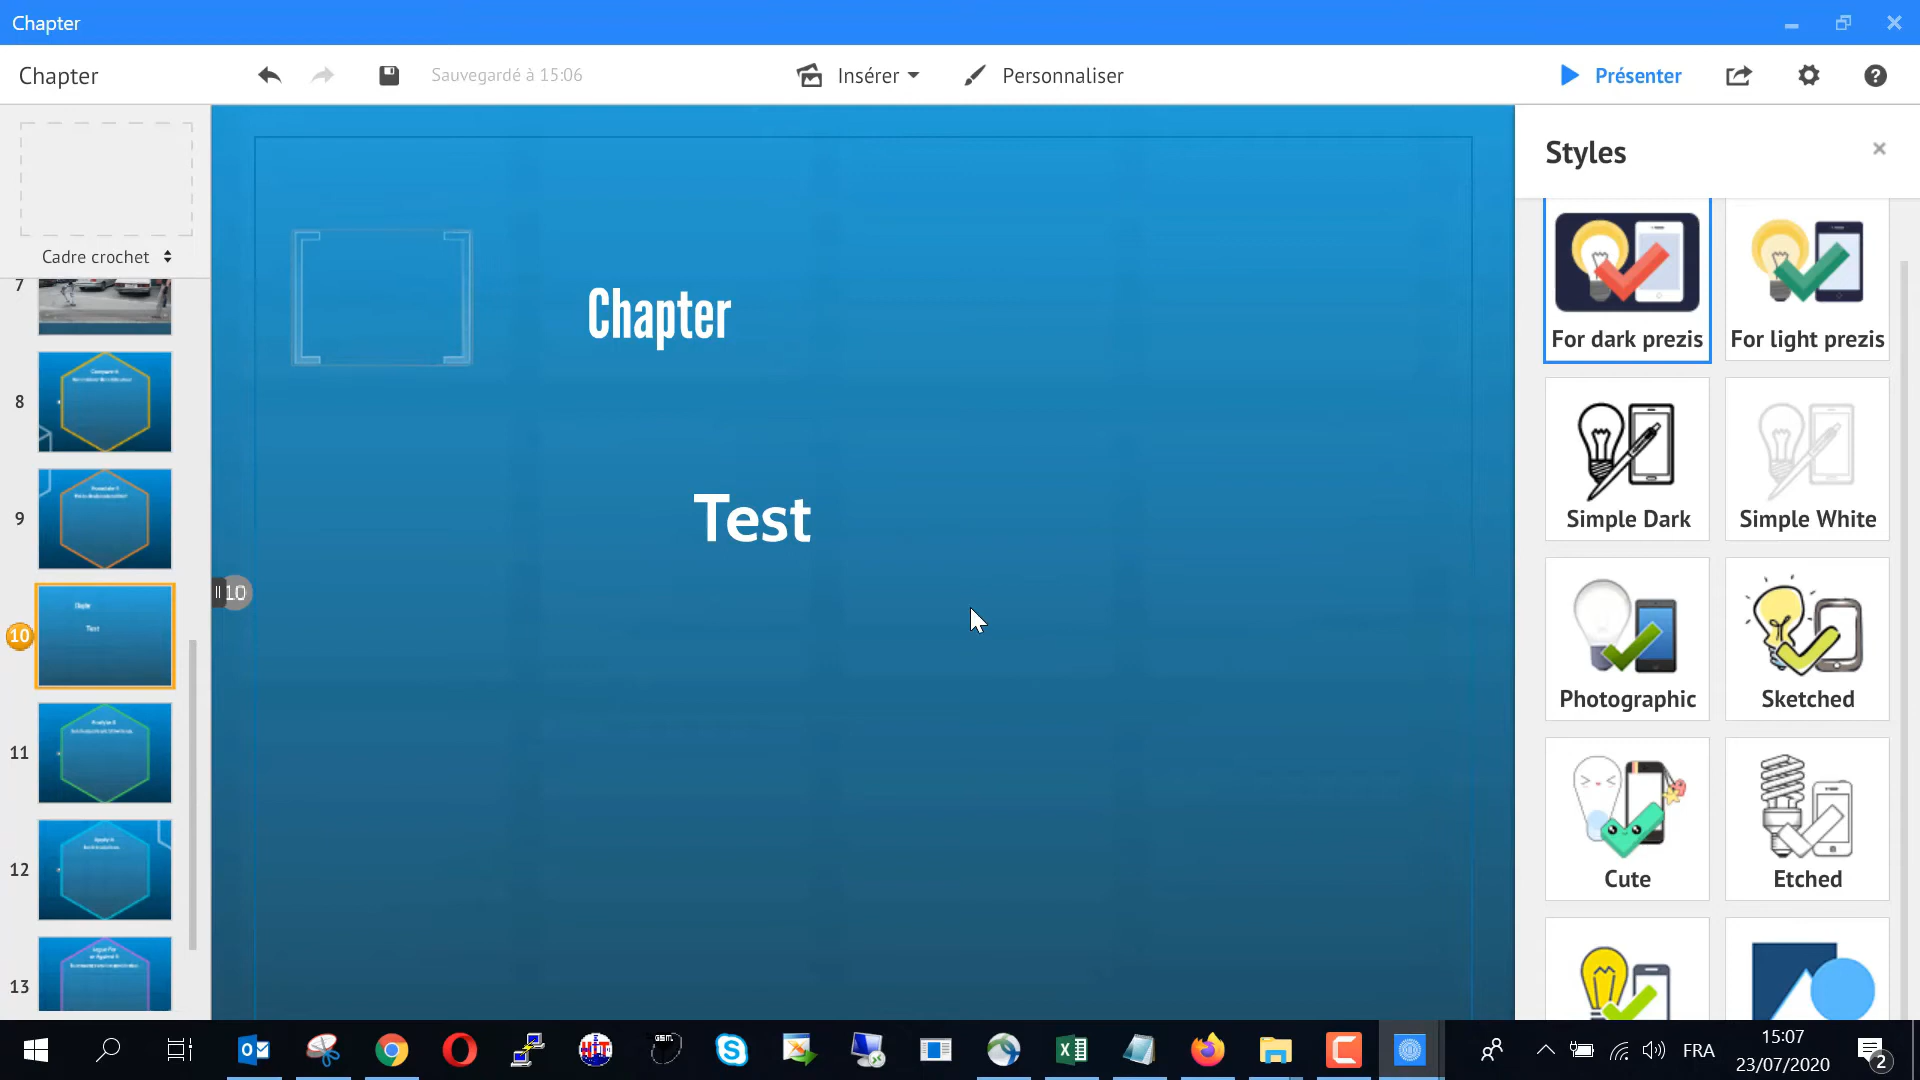 Chapter
Chapter
Sauvegardé à 15:06
Insérer
Personnaliser
Présenter
Cadre crochet
7
8
9
10
Chapter
Test
11
12
13
10
Chapter
Test
Styles
For dark prezis
For light prezis
Simple Dark
Simple White
Photographic
Sketched
Cute
Etched
FRA
15:07
23/07/2020
2